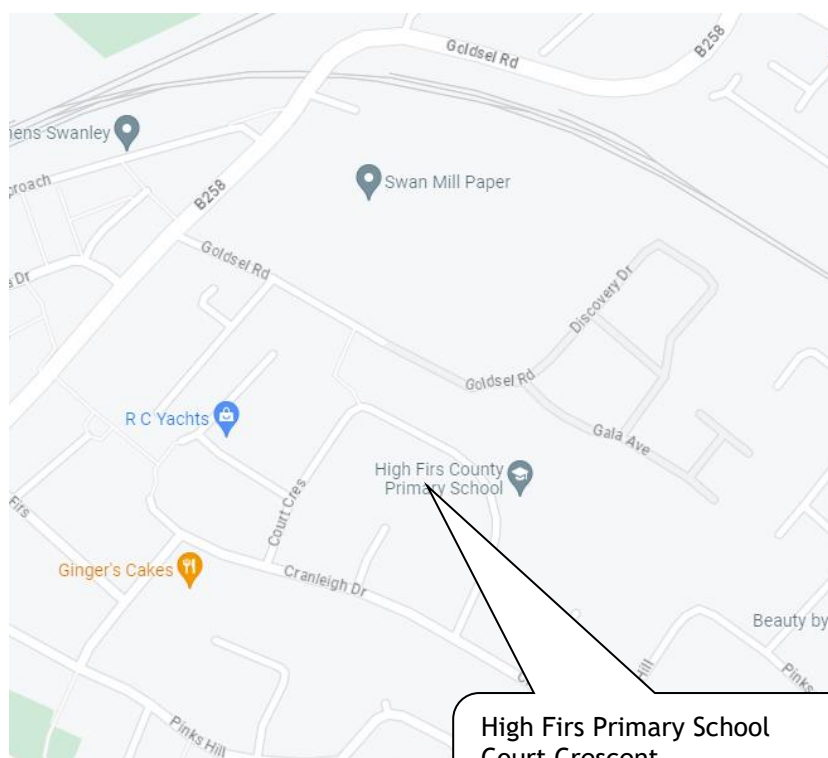 Goldsel Rd
B258
hens Swanley
proach
Swan Mill Paper
B258
Goldsel Rd
Dr
Discovery Dr
Goldsel Rd
R C Yachts
Gala Ave
High Firs County
Primary School
Court Cres
Firs
Ginger's Cakes
Cranleigh Dr
Beauty by
Hill
Pinks
Pinks Hill
High Firs Primary School
Court Crescent